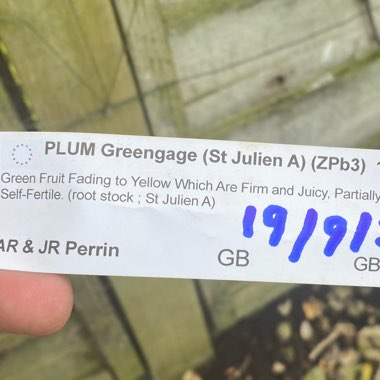 PLUM Greengage (St Julien A) (ZPb3)
Green Fruit Fading to Yellow Which Are Firm and Juicy, Partially
Self-Fertile. (root stock ; St Julien A)
19/9/
AR & JR Perrin
GB
GB